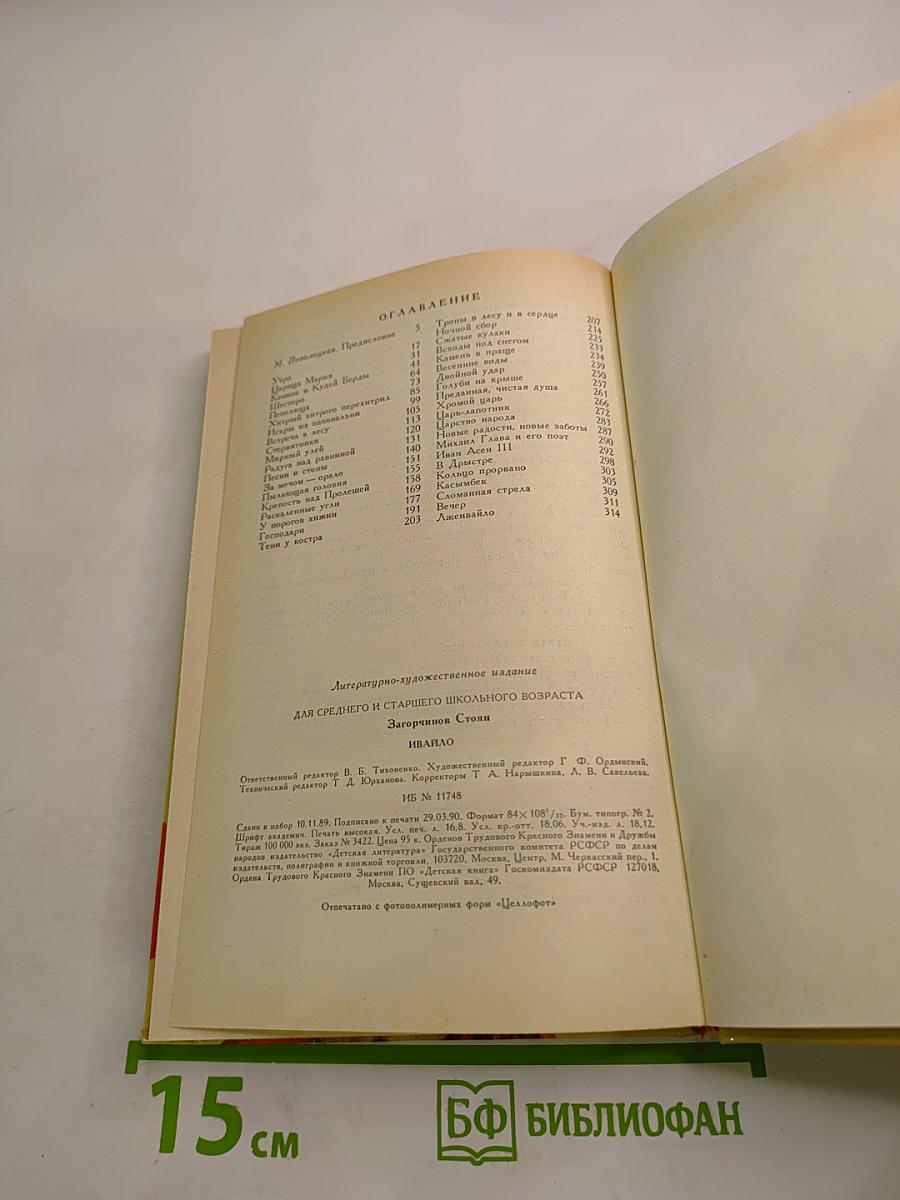 ОГЛАВЛЕНИЕ
М. Поволоцкая. Предисловие 5
Утро 17
Царица Мария 31
Кенике и Кудай Берды 41
Шестеро 64
Пепелища 73
Хитрый хитрого перехитрил 85
Искры из наковальни 99
Встреча в лесу 105
Стервятники 113
Мирный улей 120
Радуга над равниной 131
Песни и стоны 140
За мечом — орало 151
Пылающая головня 155
Крепость над Пролешей 158
Раскаленные угли 169
У порогов хижин 177
Господари 191
Тени у костра 203
Тропы в лесу и в сердце 207
Ночной сбор 214
Сжатые кулаки 225
Всходы под снегом 233
Камень в праще 234
Весенние воды 239
Двойной удар 250
Голуби на крыше 257
Преданная, чистая душа 261
Хромой царь 266
Царь-лапотник 272
Царство народа 283
Новые радости, новые заботы 287
Михаил Глава и его поэт 290
Иван Асен III 292
В Дрыстре 298
Кольцо прорвано 303
Касымбек 305
Сломанная стрела 309
Вечер 311
Лжеивайло 314
Литературно-художественное издание
ДЛЯ СРЕДНЕГО И СТАРШЕГО ШКОЛЬНОГО ВОЗРАСТА
Загорчинов Стоян
ИВАЙЛО
Ответственный редактор В. Б. Тихоненко. Художественный редактор Г. Ф. Ордынский.
Технический редактор Т. Д. Юрханова. Корректоры Т. А. Нарышкина, Л. В. Савельева.
ИБ № 11748
Сдано в набор 10.11.89. Подписано к печати 29.03.90. Формат 84×108¹/₃₂. Бум. типогр. № 2.
Шрифт академич. Печать высокая. Усл. печ. л. 16,8. Усл. кр.-отт. 18,06. Уч.-изд. л. 18,12.
Тираж 100 000 экз. Заказ № 3422. Цена 95 к. Орденов Трудового Красного Знамени и Дружбы
народов издательство «Детская литература» Государственного комитета РСФСР по делам
издательств, полиграфии и книжной торговли. 103720, Москва, Центр, М. Черкасский пер., 1.
Ордена Трудового Красного Знамени ПО «Детская книга» Госкомиздата РСФСР 127018,
Москва, Сущевский вал, 49.
Отпечатано с фотополимерных форм «Целлофот»
15 см
БФ БИБЛИОФАН